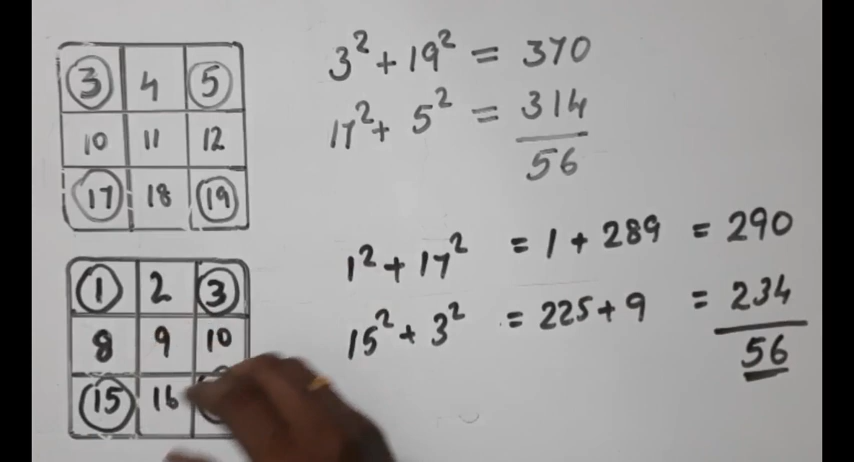 3 4 5
10 11 12
17 18 19
3² + 19² = 370
17² + 5² = 314
56
1 2 3
8 9 10
15 16
1² + 17² = 1 + 289 = 290
15² + 3² = 225 + 9 = 234
56